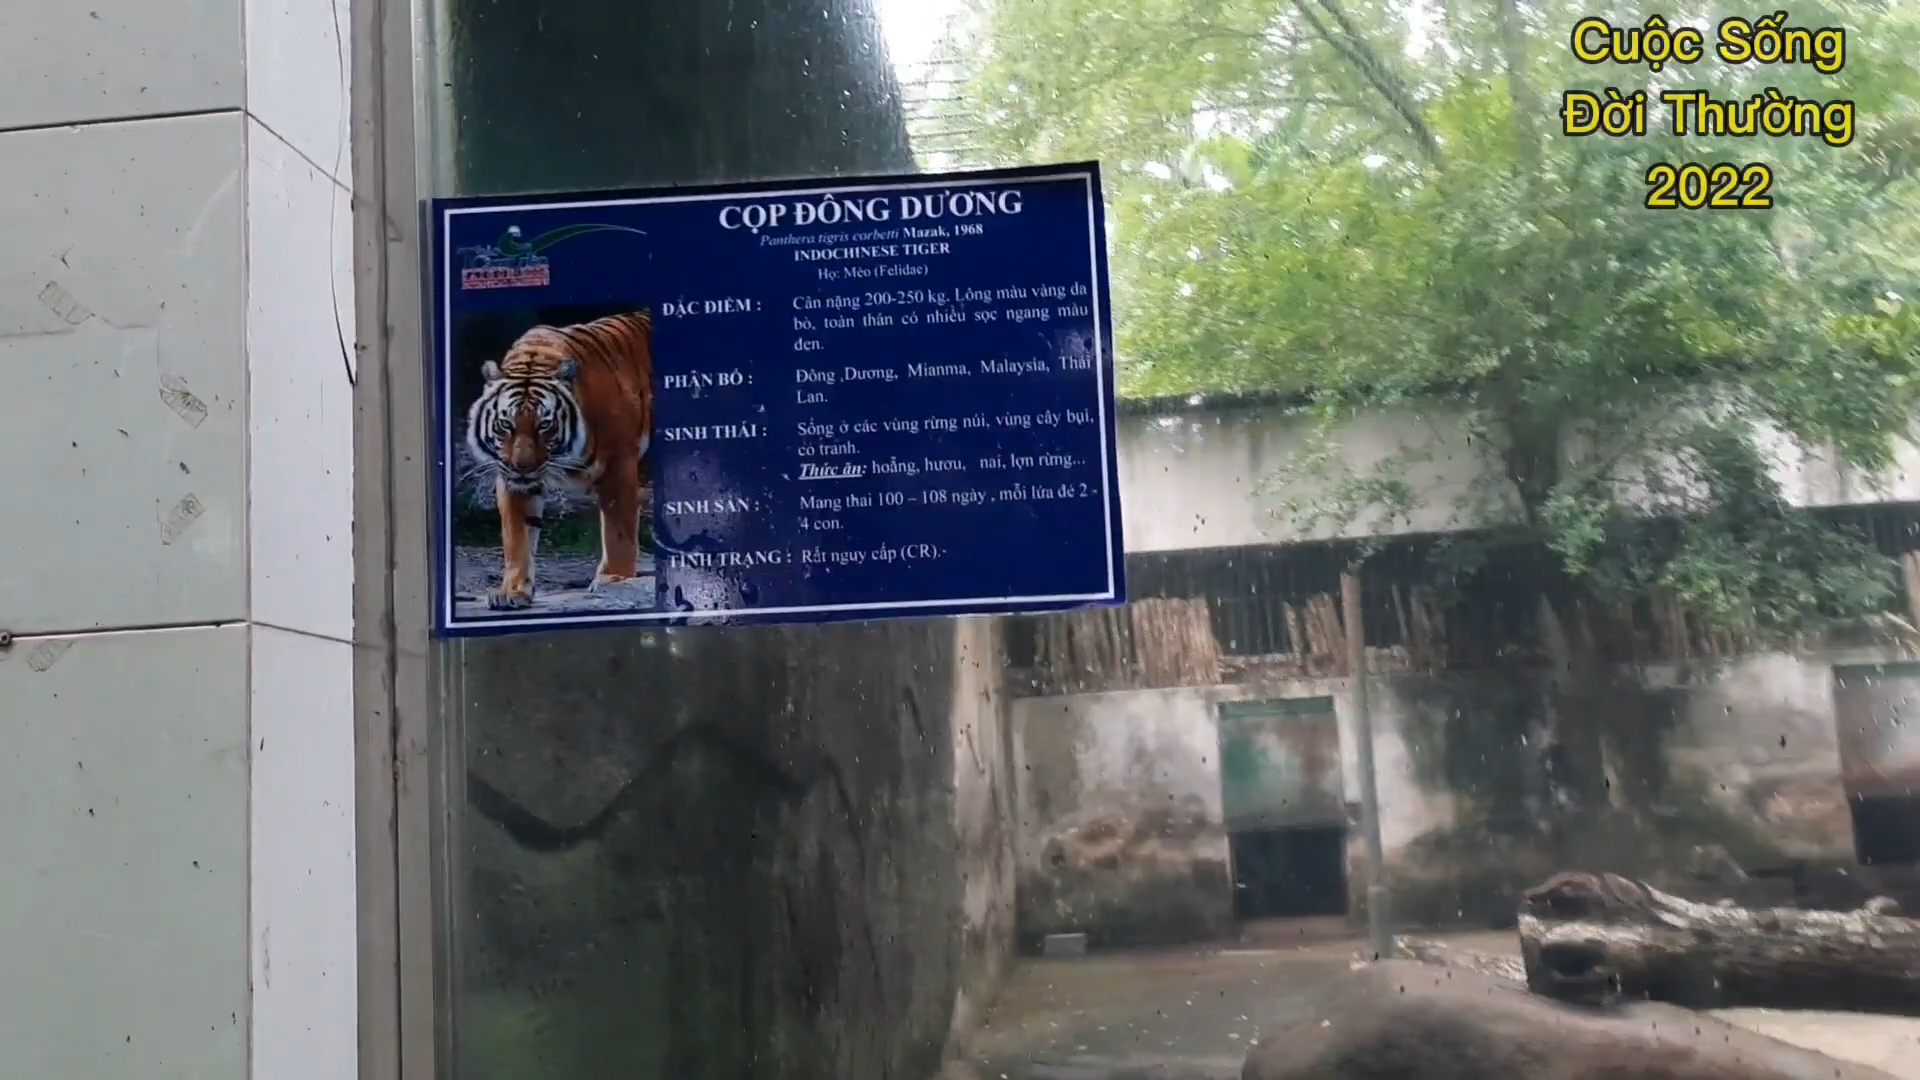 Cuộc Sống
Đời Thường
2022
CỌP ĐÔNG DƯƠNG
Panthera tigris corbetti Mazak, 1968
INDOCHINESE TIGER
Họ: Mèo (Felidae)
ĐẶC ĐIỂM : Cân nặng 200-250 kg. Lông màu vàng da
bò, toàn thân có nhiều sọc ngang màu
đen.
PHÂN BỐ : Đông ,Dương, Mianma, Malaysia, Thái
Lan.
SINH THÁI : Sống ở các vùng rừng núi, vùng cây bụi,
cỏ tranh.
Thức ăn: hoẵng, hươu, nai, lợn rừng...
SINH SẢN : Mang thai 100 – 108 ngày , mỗi lứa đẻ 2 -
4 con.
TÌNH TRẠNG : Rất nguy cấp (CR).